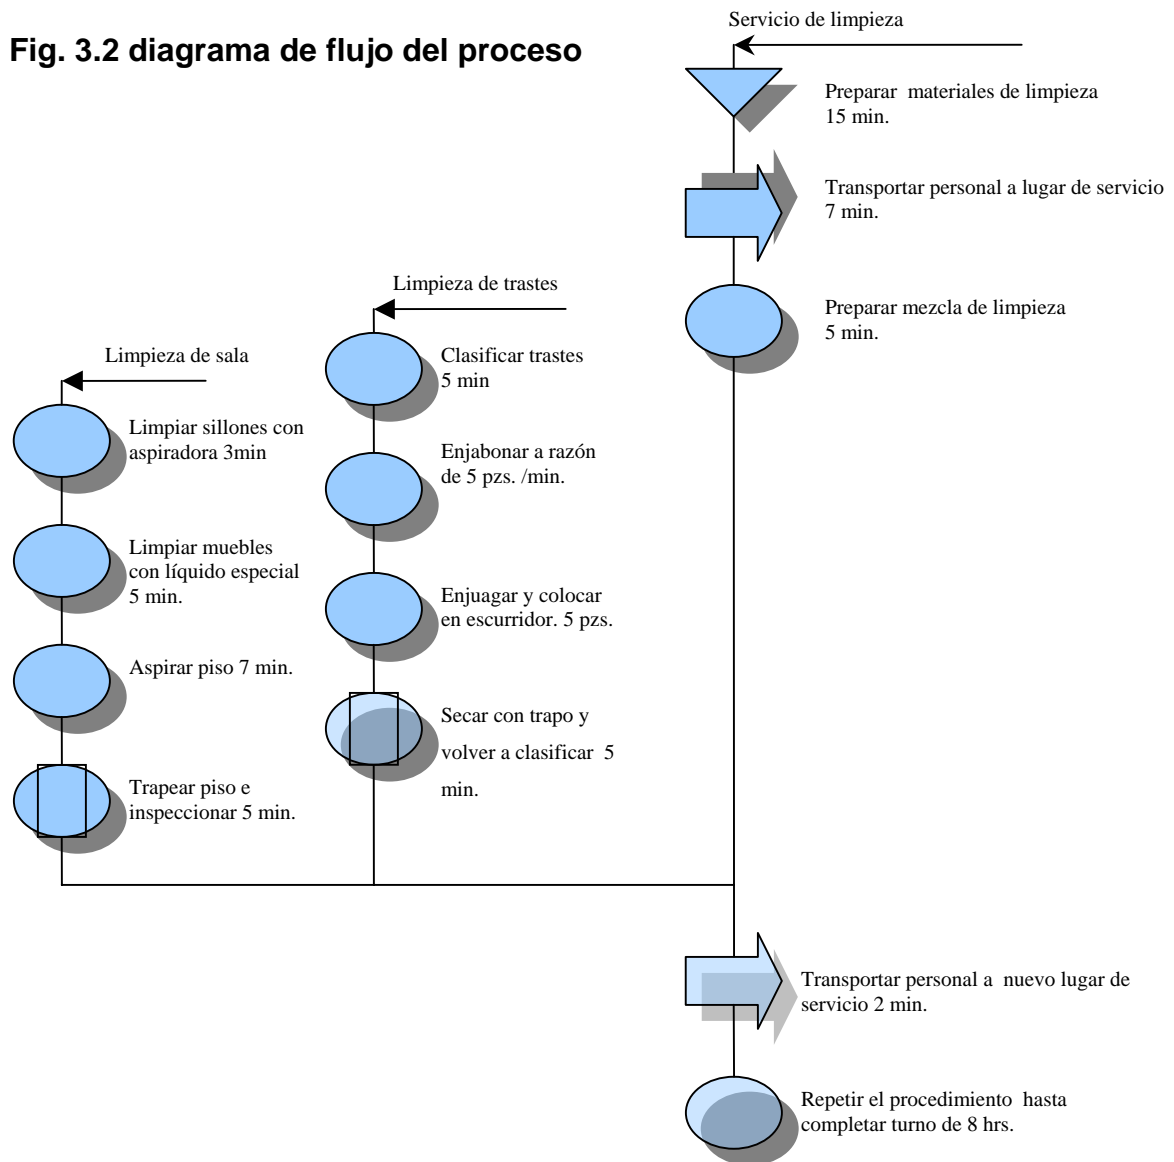 Fig. 3.2 diagrama de flujo del proceso
Servicio de limpieza
Preparar materiales de limpieza
15 min.
Transportar personal a lugar de servicio
7 min.
Preparar mezcla de limpieza
5 min.
Limpieza de trastes
Clasificar trastes
5 min
Enjabonar a razón
de 5 pzs. /min.
Enjuagar y colocar
en escurridor. 5 pzs.
Secar con trapo y
volver a clasificar 5
min.
Limpieza de sala
Limpiar sillones con
aspiradora 3min
Limpiar muebles
con líquido especial
5 min.
Aspirar piso 7 min.
Trapear piso e
inspeccionar 5 min.
Transportar personal a nuevo lugar de
servicio 2 min.
Repetir el procedimiento hasta
completar turno de 8 hrs.